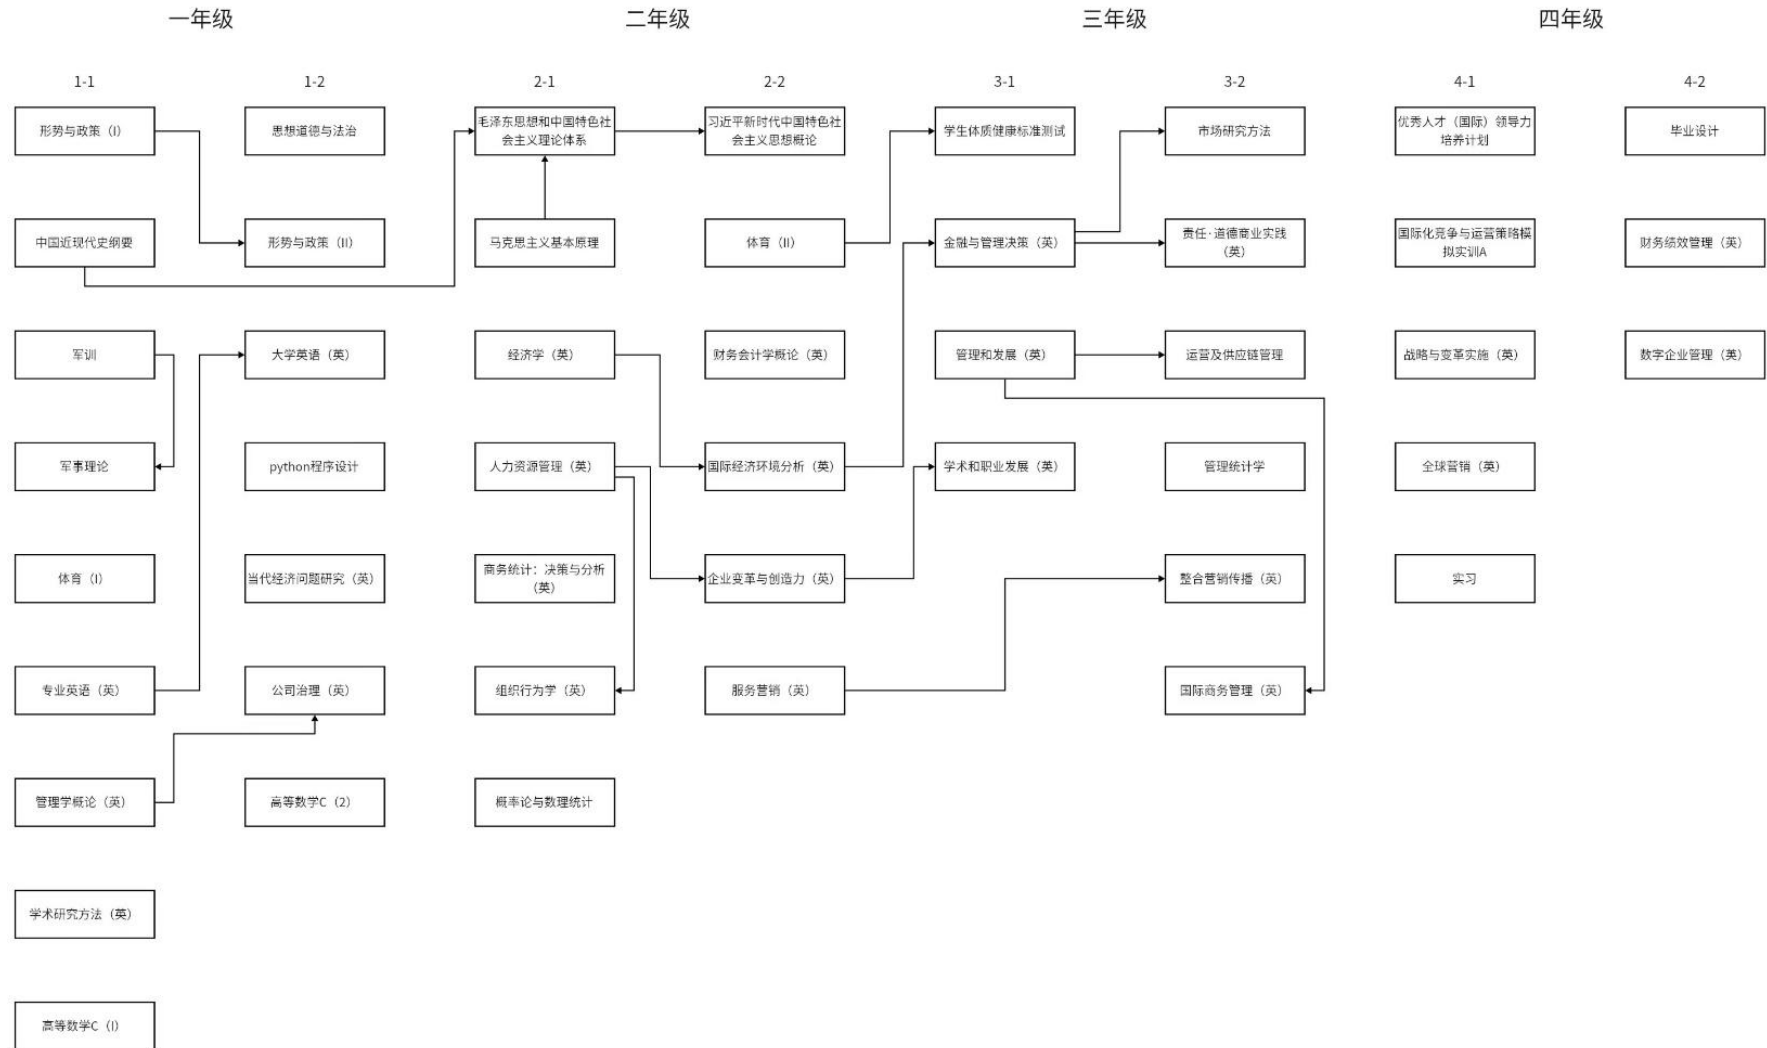 一年级
二年级
三年级
四年级
1-1
1-2
2-1
2-2
3-1
3-2
4-1
4-2
形势与政策（I）
思想道德与法治
毛泽东思想和中国特色社
会主义理论体系
习近平新时代中国特色社
会主义思想概论
学生体质健康标准测试
市场研究方法
优秀人才（国际）领导力
培养计划
毕业设计
中国近现代史纲要
形势与政策（II）
马克思主义基本原理
体育（II）
金融与管理决策（英）
责任·道德商业实践
（英）
国际化竞争与运营策略模
拟实训A
财务绩效管理（英）
军训
大学英语（英）
经济学（英）
财务会计学概论（英）
管理和发展（英）
运营及供应链管理
战略与变革实施（英）
数字企业管理（英）
军事理论
python程序设计
人力资源管理（英）
国际经济环境分析（英）
学术和职业发展（英）
管理统计学
全球营销（英）
体育（I）
当代经济问题研究（英）
商务统计：决策与分析
（英）
企业变革与创造力（英）
整合营销传播（英）
实习
专业英语（英）
公司治理（英）
组织行为学（英）
服务营销（英）
国际商务管理（英）
管理学概论（英）
高等数学C（2）
概率论与数理统计
学术研究方法（英）
高等数学C（I）